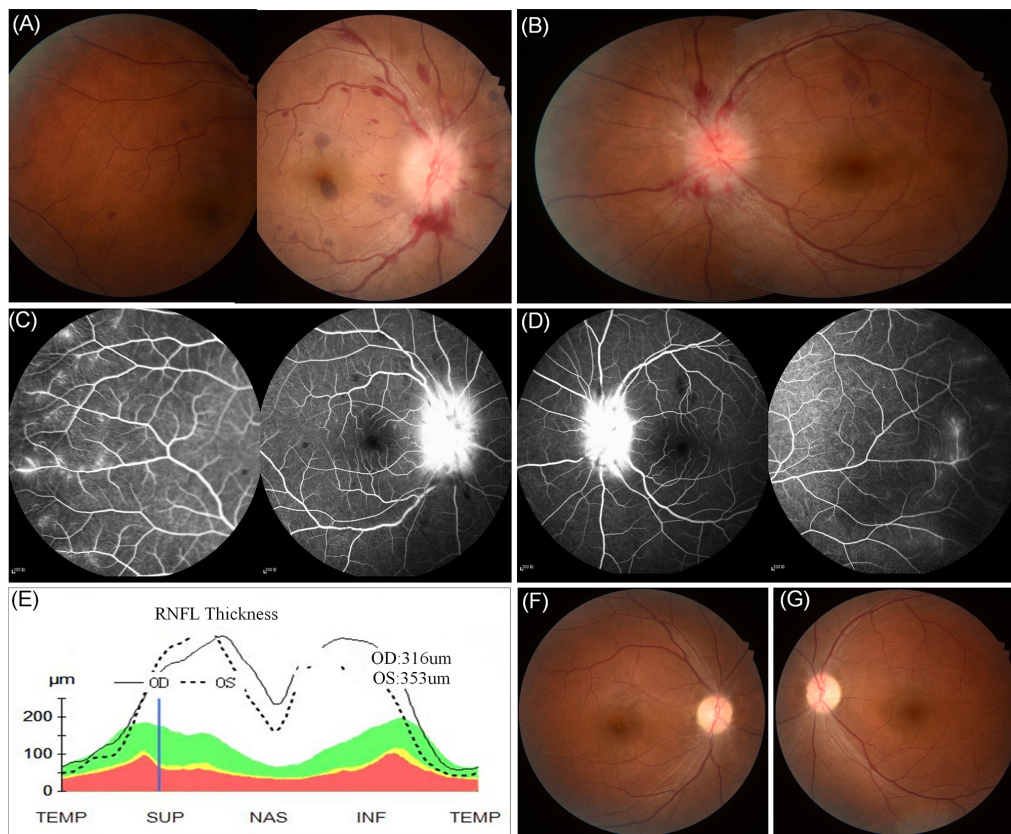 (A)
(B)
(C)
(D)
(E)
RNFL Thickness
OD:316um
OS:353um
OD
OS
μm
200
100
0
TEMP
SUP
NAS
INF
TEMP
(F)
(G)